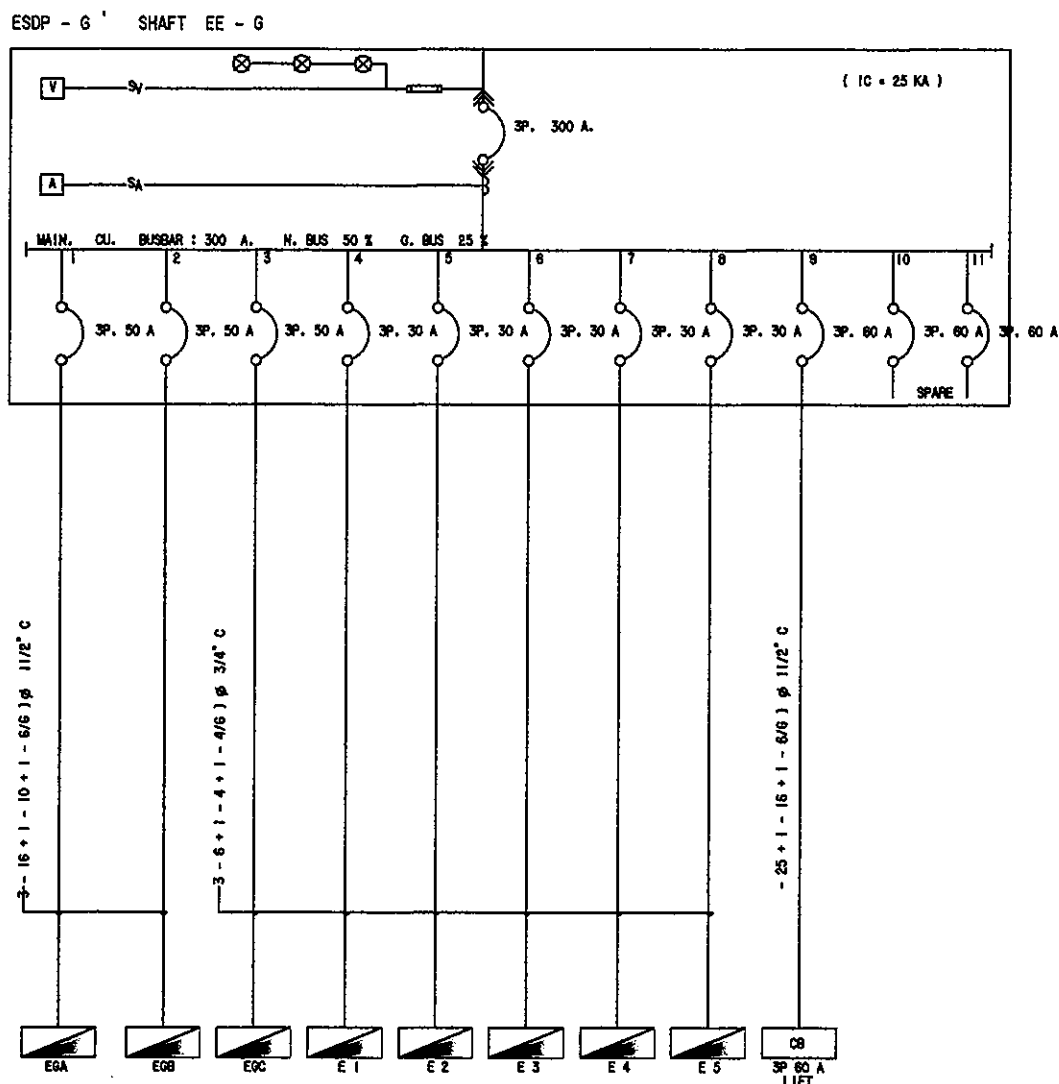 ESDP - G ' SHAFT EE - G
( IC = 25 KA )
V SV
3P. 300 A.
A SA
MAIN. CU. BUSBAR : 300 A. N. BUS 50 % G. BUS 25 %
1 2 3 4 5 6 7 8 9 10 11
3P. 50 A 3P. 50 A 3P. 50 A 3P. 30 A 3P. 30 A 3P. 30 A 3P. 30 A 3P. 30 A 3P. 60 A 3P. 60 A 3P. 60 A
SPARE
3 - 16 + 1 - 10 + 1 - 6/G ) ø 11/2" C
3 - 6 + 1 - 4 + 1 - 4/G ) ø 3/4" C
- 25 + 1 - 16 + 1 - 6/G ) ø 11/2" C
CB
EGA EGB EGC E 1 E 2 E 3 E 4 E 5 3P 60 A
LIFT